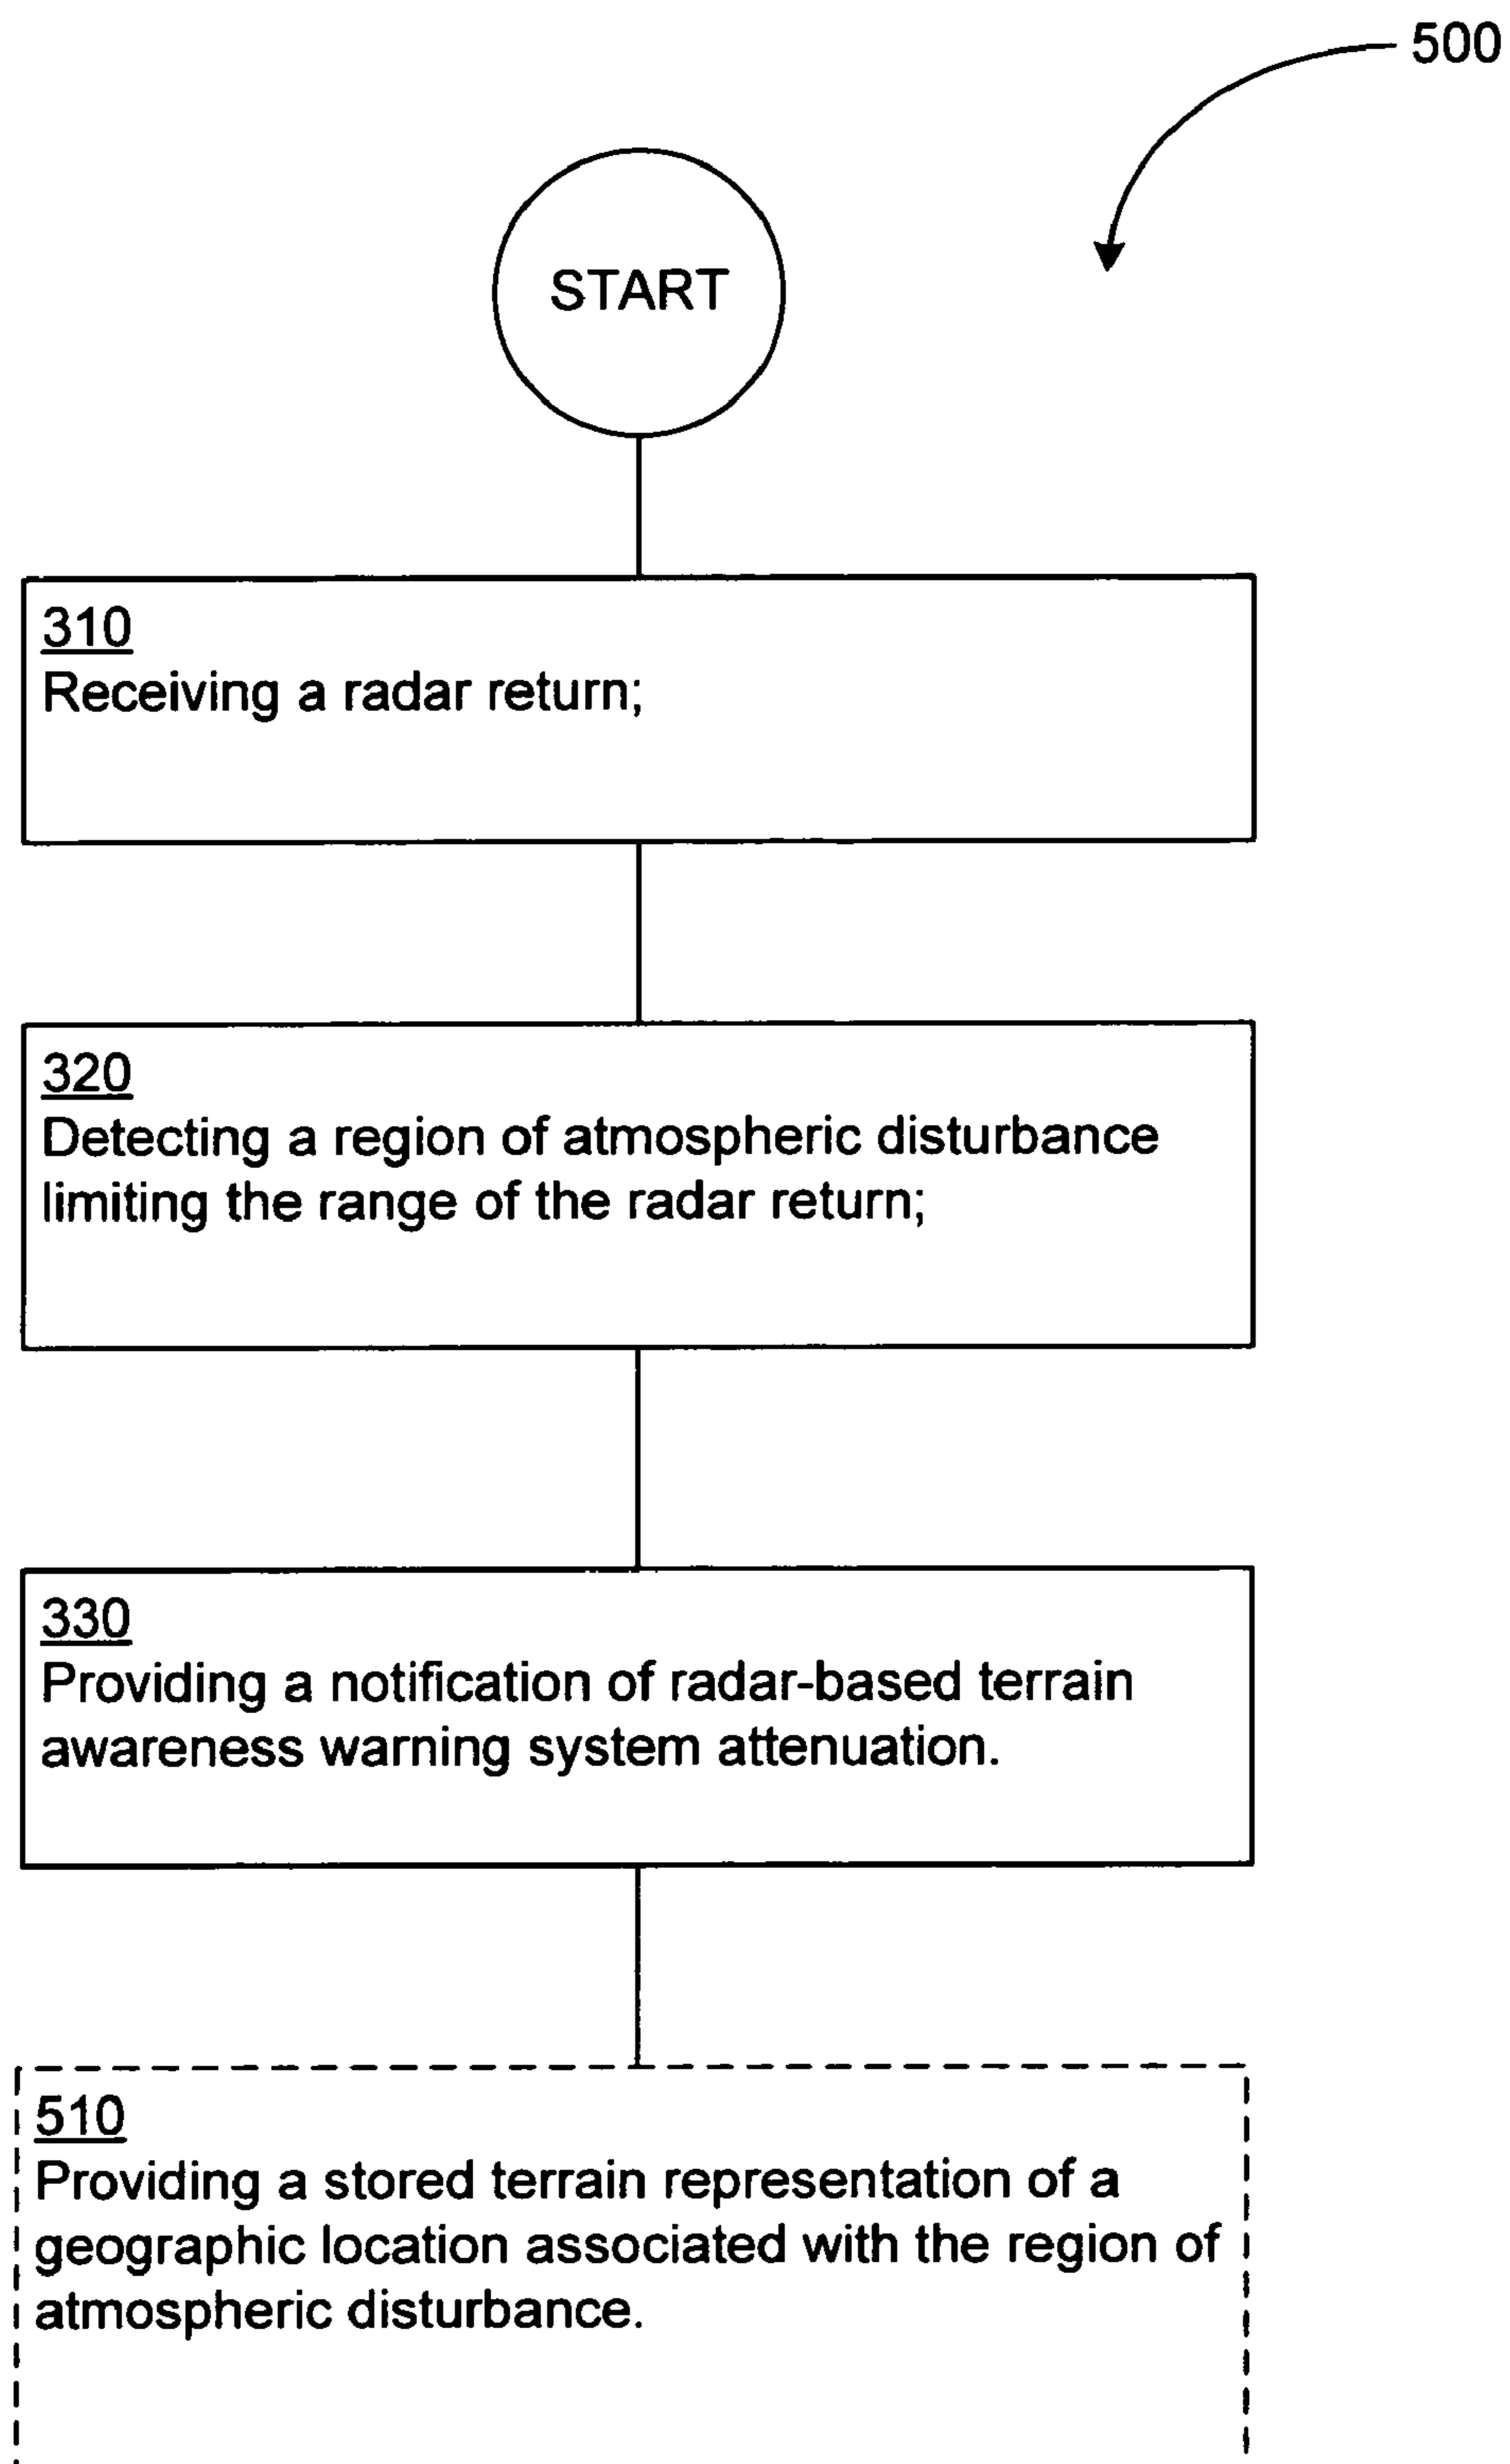 500
START
310
Receiving a radar return;
320
Detecting a region of atmospheric disturbance
limiting the range of the radar return;
330
Providing a notification of radar-based terrain
awareness warning system attenuation.
510
Providing a stored terrain representation of a
geographic location associated with the region of
atmospheric disturbance.